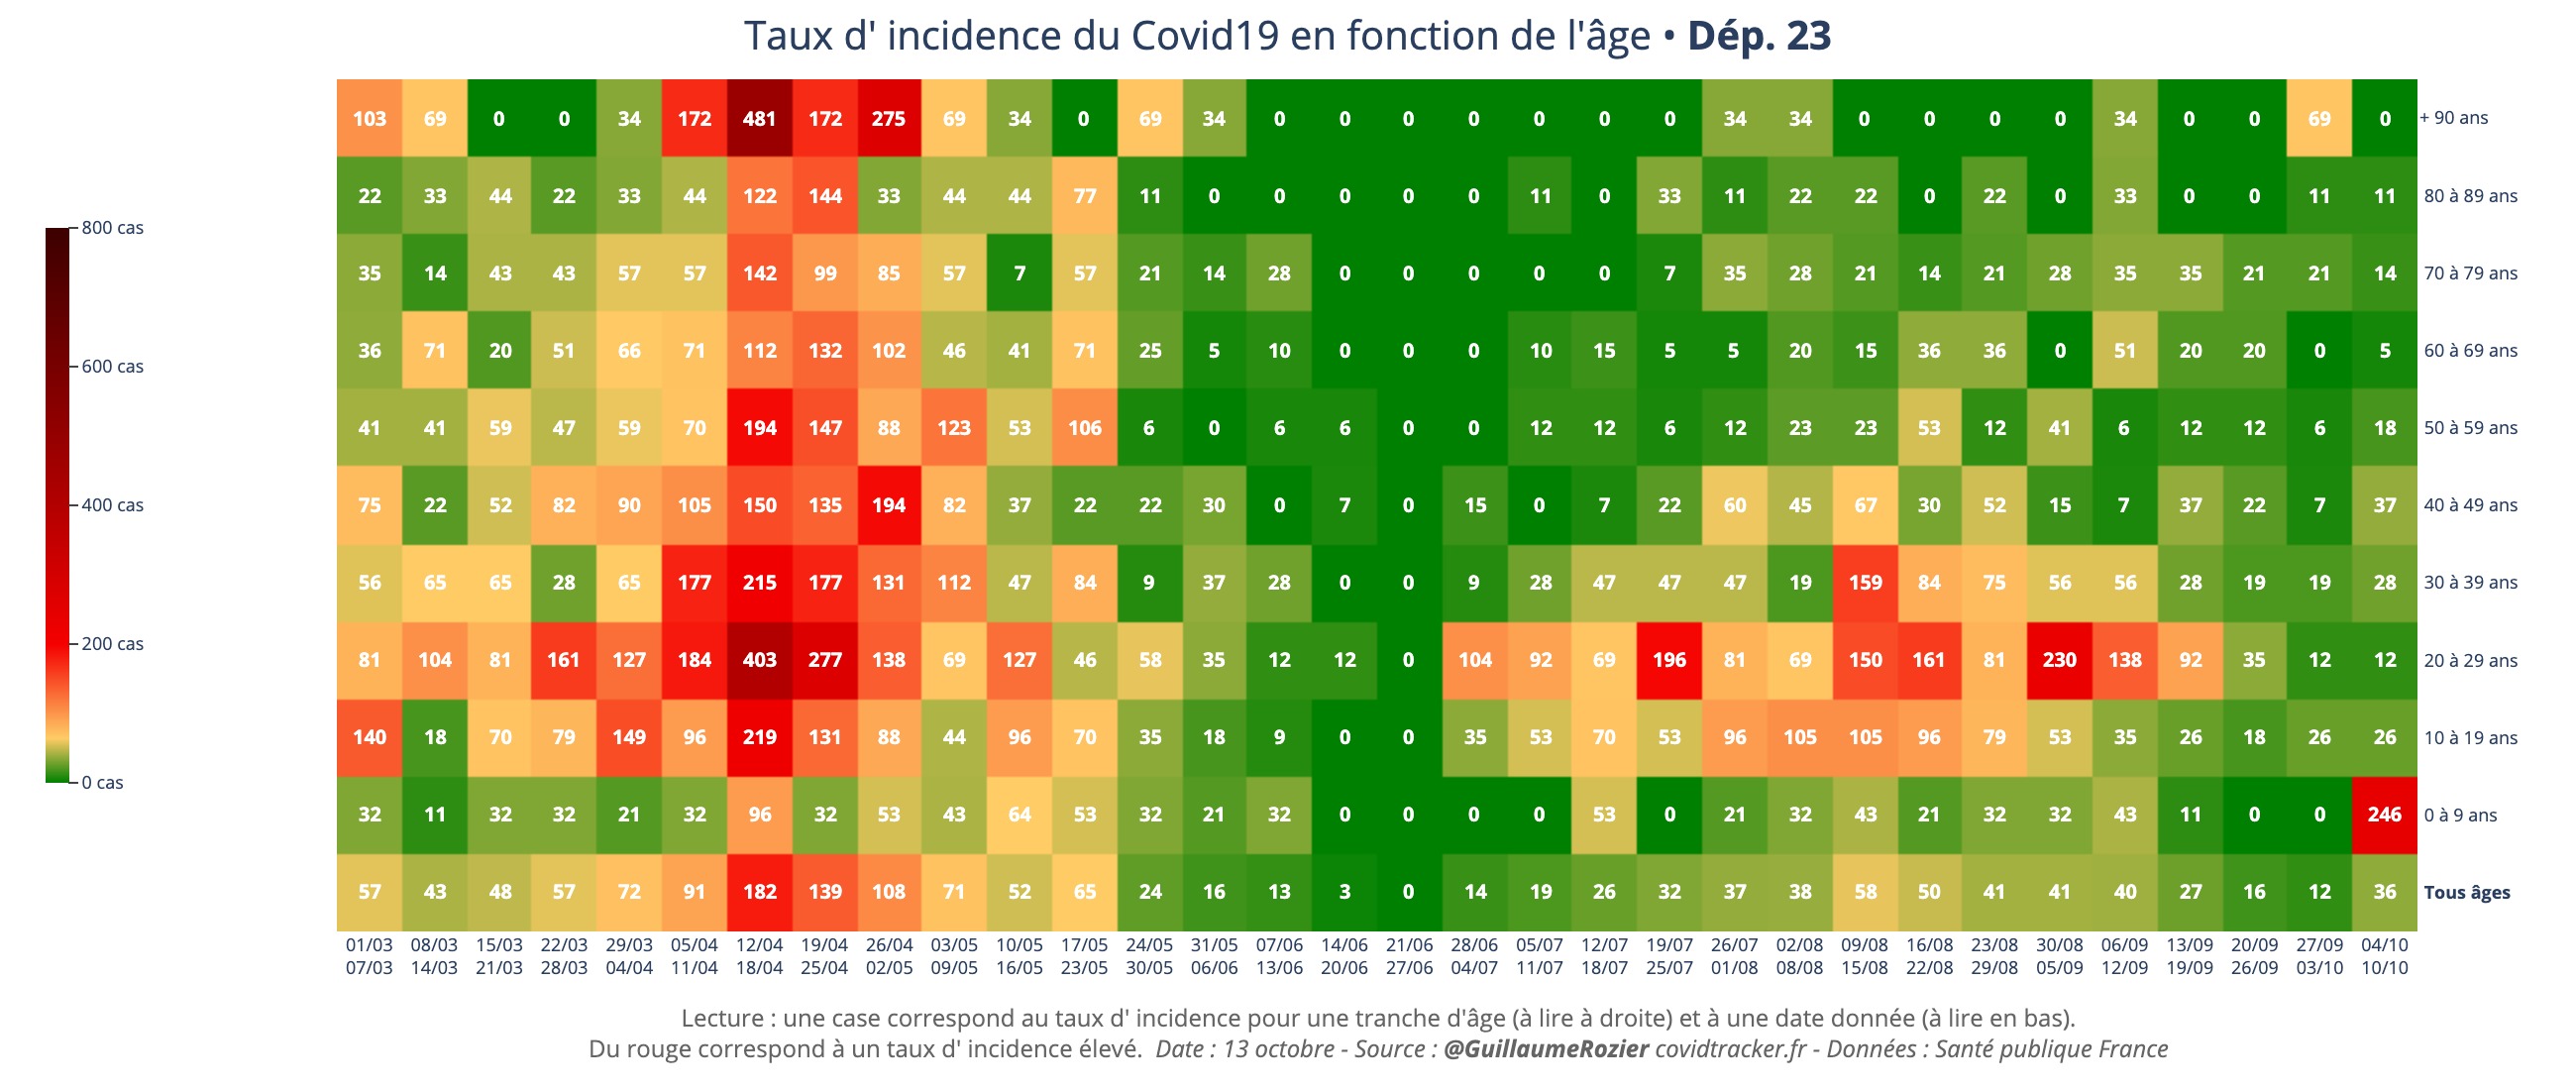 Taux d' incidence du Covid19 en fonction de l'âge • Dép. 23
800 cas
600 cas
400 cas
200 cas
0 cas
103 69 0 0 34 172 481 172 275 69 34 0 69 34 0 0 0 0 0 0 0 34 34 0 0 0 0 34 0 0 69 0 + 90 ans
22 33 44 22 33 44 122 144 33 44 44 77 11 0 0 0 0 0 11 0 33 11 22 22 0 22 0 33 0 0 11 11 80 à 89 ans
35 14 43 43 57 57 142 99 85 57 7 57 21 14 28 0 0 0 0 0 7 35 28 21 14 21 28 35 35 21 21 14 70 à 79 ans
36 71 20 51 66 71 112 132 102 46 41 71 25 5 10 0 0 0 10 15 5 5 20 15 36 36 0 51 20 20 0 5 60 à 69 ans
41 41 59 47 59 70 194 147 88 123 53 106 6 0 6 6 0 0 12 12 6 12 23 23 53 12 41 6 12 12 6 18 50 à 59 ans
75 22 52 82 90 105 150 135 194 82 37 22 22 30 0 7 0 15 0 7 22 60 45 67 30 52 15 7 37 22 7 37 40 à 49 ans
56 65 65 28 65 177 215 177 131 112 47 84 9 37 28 0 0 9 28 47 47 47 19 159 84 75 56 56 28 19 19 28 30 à 39 ans
81 104 81 161 127 184 403 277 138 69 127 46 58 35 12 12 0 104 92 69 196 81 69 150 161 81 230 138 92 35 12 12 20 à 29 ans
140 18 70 79 149 96 219 131 88 44 96 70 35 18 9 0 0 35 53 70 53 96 105 105 96 79 53 35 26 18 26 26 10 à 19 ans
32 11 32 32 21 32 96 32 53 43 64 53 32 21 32 0 0 0 0 53 0 21 32 43 21 32 32 43 11 0 0 246 0 à 9 ans
57 43 48 57 72 91 182 139 108 71 52 65 24 16 13 3 0 14 19 26 32 37 38 58 50 41 41 40 27 16 12 36 Tous âges
01/03 08/03 15/03 22/03 29/03 05/04 12/04 19/04 26/04 03/05 10/05 17/05 24/05 31/05 07/06 14/06 21/06 28/06 05/07 12/07 19/07 26/07 02/08 09/08 16/08 23/08 30/08 06/09 13/09 20/09 27/09 04/10
07/03 14/03 21/03 28/03 04/04 11/04 18/04 25/04 02/05 09/05 16/05 23/05 30/05 06/06 13/06 20/06 27/06 04/07 11/07 18/07 25/07 01/08 08/08 15/08 22/08 29/08 05/09 12/09 19/09 26/09 03/10 10/10
Lecture : une case correspond au taux d' incidence pour une tranche d'âge (à lire à droite) et à une date donnée (à lire en bas).
Du rouge correspond à un taux d' incidence élevé. Date : 13 octobre - Source : @GuillaumeRozier covidtracker.fr - Données : Santé publique France